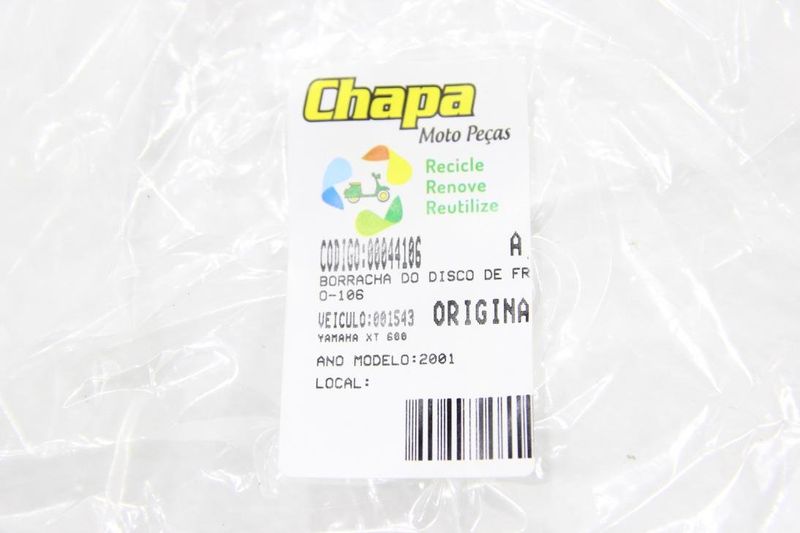 Chapa
Moto Peças
Recicle
Renove
Reutilize
CODIGO:00044106 A
BORRACHA DO DISCO DE FR
O-106
VEICULO:001543 ORIGINA
YAMAHA XT 600
ANO MODELO:2001
LOCAL: